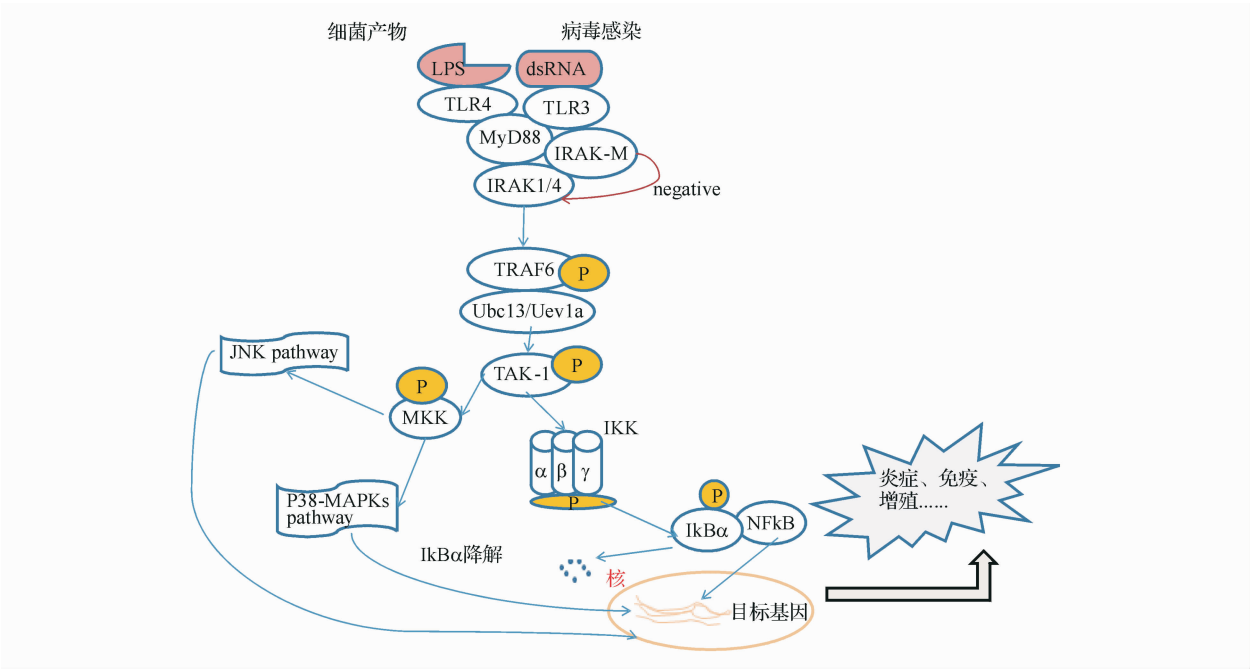 细菌产物
病毒感染
LPS
dsRNA
TLR4
TLR3
MyD88
IRAK-M
IRAK1/4
negative
TRAF6
P
Ubc13/Uev1a
JNK pathway
TAK-1
P
P
MKK
IKK
α
β
γ
P
P38-MAPKs
pathway
P
IkBα
NFkB
炎症、免疫、
增殖......
IkBα降解
核
目标基因